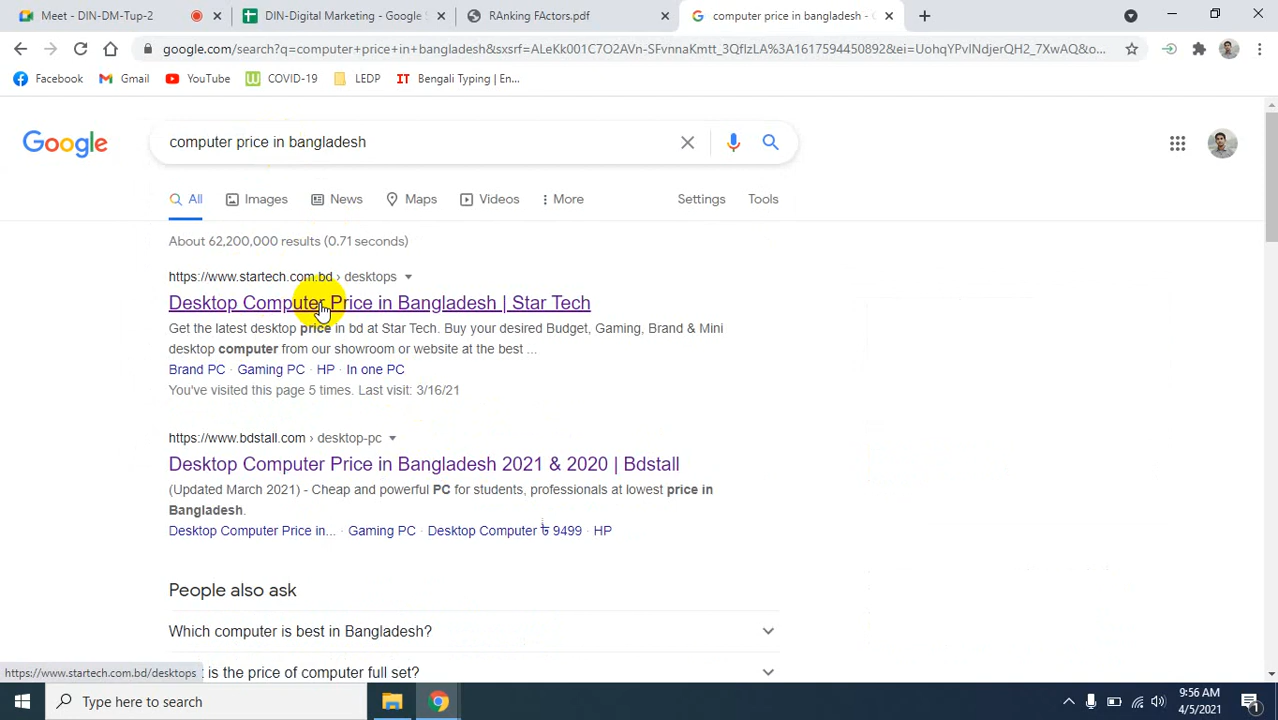 Meet - DIN-DM-Tup-2
DIN-Digital Marketing - Google S
RAnking FActors.pdf
computer price in bangladesh - G
google.com/search?q=computer+price+in+bangladesh&sxsrf=ALeKk001C7O2AVn-SFvnnaKmtt_3QflzLA%3A1617594450892&ei=UohqYPvINdjerQH2_7XwAQ&o...
Facebook
Gmail
YouTube
COVID-19
LEDP
IT Bengali Typing | En...
Google
computer price in bangladesh
All
Images
News
Maps
Videos
More
Settings
Tools
About 62,200,000 results (0.71 seconds)
https://www.startech.com.bd › desktops
Desktop Computer Price in Bangladesh | Star Tech
Get the latest desktop price in bd at Star Tech. Buy your desired Budget, Gaming, Brand & Mini
desktop computer from our showroom or website at the best ...
Brand PC · Gaming PC · HP · In one PC
You've visited this page 5 times. Last visit: 3/16/21
https://www.bdstall.com › desktop-pc
Desktop Computer Price in Bangladesh 2021 & 2020 | Bdstall
(Updated March 2021) - Cheap and powerful PC for students, professionals at lowest price in
Bangladesh.
Desktop Computer Price in... · Gaming PC · Desktop Computer ৳ 9499 · HP
People also ask
Which computer is best in Bangladesh?
is the price of computer full set?
https://www.startech.com.bd/desktops
Type here to search
9:56 AM
4/5/2021
1